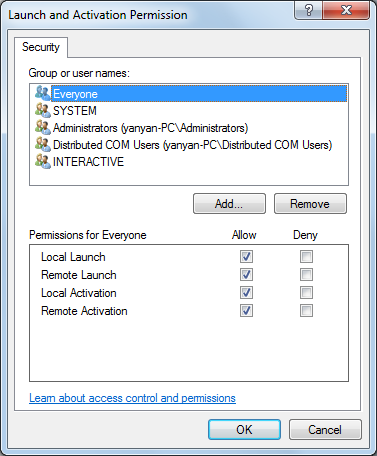 Launch and Activation Permission
Security
Group or user names:
Everyone
SYSTEM
Administrators (yanyan-PC\Administrators)
Distributed COM Users (yanyan-PC\Distributed COM Users)
INTERACTIVE
Add... Remove
Permissions for Everyone Allow Deny
Local Launch
Remote Launch
Local Activation
Remote Activation
Learn about access control and permissions
OK Cancel